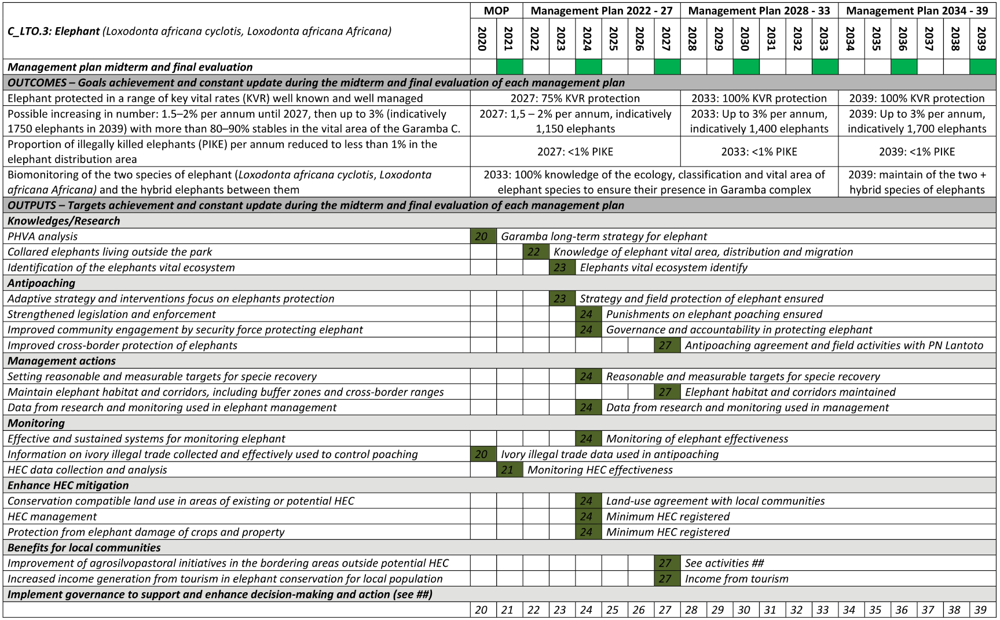 MOP Management Plan 2022 - 27 Management Plan 2028 - 33 Management Plan 2034 - 39
C_LTO.3: Elephant (Loxodonta africana cyclotis, Loxodonta africana Africana) 2020 2021 2022 2023 2024 2025 2026 2027 2028 2029 2030 2031 2032 2033 2034 2035 2036 2037 2038 2039
Management plan midterm and final evaluation
OUTCOMES – Goals achievement and constant update during the midterm and final evaluation of each management plan
Elephant protected in a range of key vital rates (KVR) well known and well managed 2027: 75% KVR protection 2033: 100% KVR protection 2039: 100% KVR protection
Possible increasing in number: 1.5–2% per annum until 2027, then up to 3% (indicatively 2027: 1,5 – 2% per annum, indicatively 2033: Up to 3% per annum, 2039: Up to 3% per annum,
1750 elephants in 2039) with more than 80–90% stables in the vital area of the Garamba C. 1,150 elephants indicatively 1,400 elephants indicatively 1,700 elephants
Proportion of illegally killed elephants (PIKE) per annum reduced to less than 1% in the
elephant distribution area 2027: <1% PIKE 2033: <1% PIKE 2039: <1% PIKE
Biomonitoring of the two species of elephant (Loxodonta africana cyclotis, Loxodonta 2033: 100% knowledge of the ecology, classification and vital area of 2039: maintain of the two +
africana Africana) and the hybrid elephants between them elephant species to ensure their presence in Garamba complex hybrid species of elephants
OUTPUTS – Targets achievement and constant update during the midterm and final evaluation of each management plan
Knowledges/Research
PHVA analysis 20 Garamba long-term strategy for elephant
Collared elephants living outside the park 22 Knowledge of elephant vital area, distribution and migration
Identification of the elephants vital ecosystem 23 Elephants vital ecosystem identify
Antipoaching
Adaptive strategy and interventions focus on elephants protection 23 Strategy and field protection of elephant ensured
Strengthened legislation and enforcement 24 Punishments on elephant poaching ensured
Improved community engagement by security force protecting elephant 24 Governance and accountability in protecting elephant
Improved cross-border protection of elephants 27 Antipoaching agreement and field activities with PN Lantoto
Management actions
Setting reasonable and measurable targets for specie recovery 24 Reasonable and measurable targets for specie recovery
Maintain elephant habitat and corridors, including buffer zones and cross-border ranges 27 Elephant habitat and corridors maintained
Data from research and monitoring used in elephant management 24 Data from research and monitoring used in management
Monitoring
Effective and sustained systems for monitoring elephant 24 Monitoring of elephant effectiveness
Information on ivory illegal trade collected and effectively used to control poaching 20 Ivory illegal trade data used in antipoaching
HEC data collection and analysis 21 Monitoring HEC effectiveness
Enhance HEC mitigation
Conservation compatible land use in areas of existing or potential HEC 24 Land-use agreement with local communities
HEC management 24 Minimum HEC registered
Protection from elephant damage of crops and property 24 Minimum HEC registered
Benefits for local communities
Improvement of agrosilvopastoral initiatives in the bordering areas outside potential HEC 27 See activities ##
Increased income generation from tourism in elephant conservation for local population 27 Income from tourism
Implement governance to support and enhance decision-making and action (see ##)
20 21 22 23 24 25 26 27 28 29 30 31 32 33 34 35 36 37 38 39